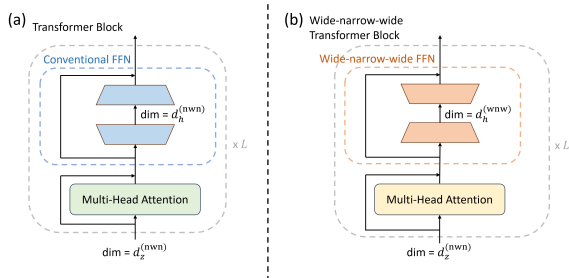 (a)
Transformer Block
Conventional FFN
dim = d_h^(nwn)
x L
Multi-Head Attention
dim = d_z^(nwn)
(b)
Wide-narrow-wide
Transformer Block
Wide-narrow-wide FFN
dim = d_h^(wnw)
x L
Multi-Head Attention
dim = d_z^(nwn)